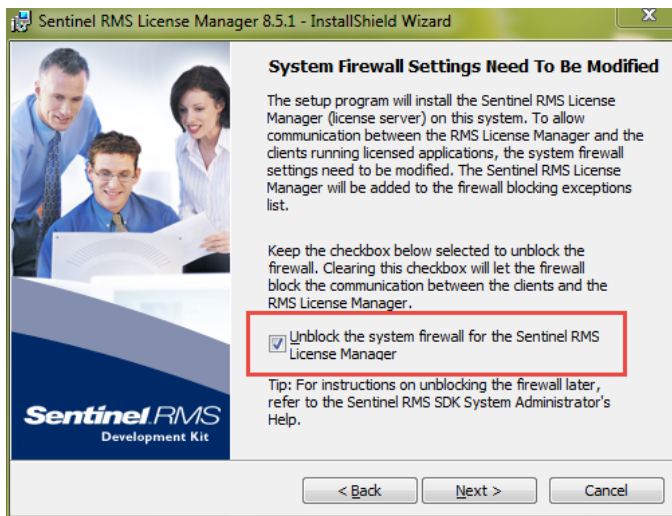 Sentinel RMS License Manager 8.5.1 - InstallShield Wizard
X
System Firewall Settings Need To Be Modified
The setup program will install the Sentinel RMS License
Manager (license server) on this system. To allow
communication between the RMS License Manager and the
clients running licensed applications, the system firewall
settings need to be modified. The Sentinel RMS License
Manager will be added to the firewall blocking exceptions
list.
Keep the checkbox below selected to unblock the
firewall. Clearing this checkbox will let the firewall
block the communication between the clients and the
RMS License Manager.
Unblock the system firewall for the Sentinel RMS
License Manager
Tip: For instructions on unblocking the firewall later,
refer to the Sentinel RMS SDK System Administrator's
Help.
Sentinel RMS
Development Kit
< Back
Next >
Cancel